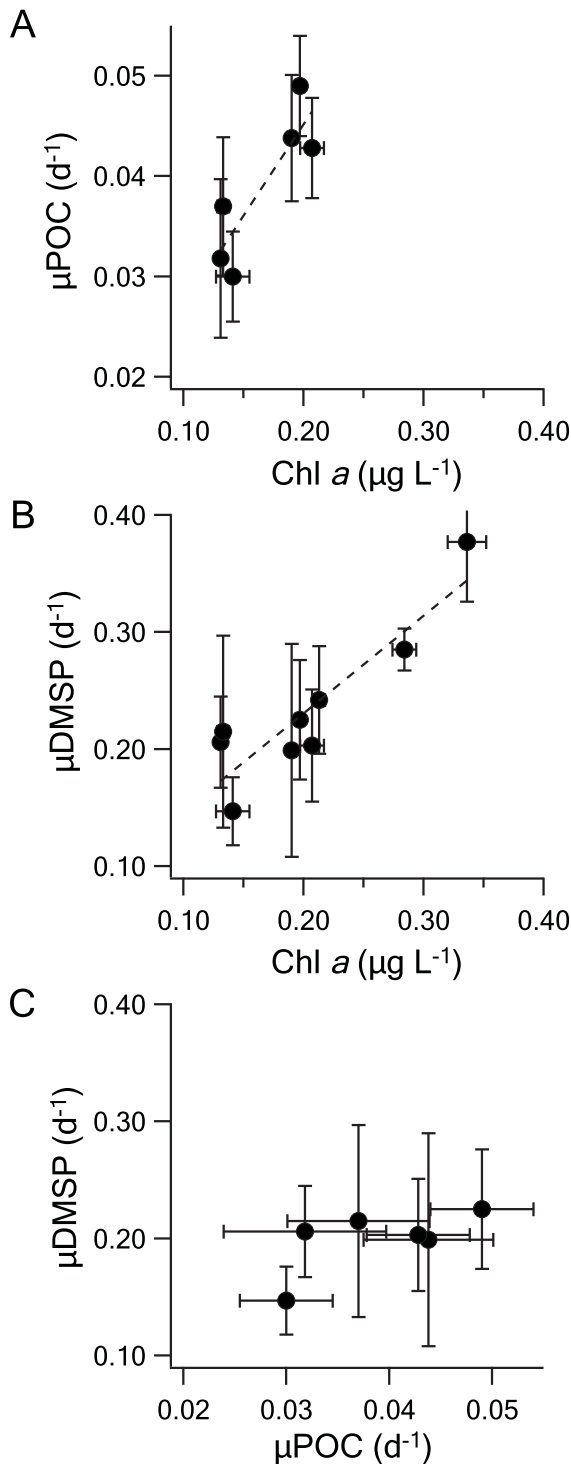 A
0.05
0.04
0.03
0.02
µPOC (d-1)
0.10 0.20 0.30 0.40
Chl a (µg L-1)
B
0.40
0.30
0.20
0.10
µDMSP (d-1)
0.10 0.20 0.30 0.40
Chl a (µg L-1)
C
0.40
0.30
0.20
0.10
µDMSP (d-1)
0.02 0.03 0.04 0.05
µPOC (d-1)